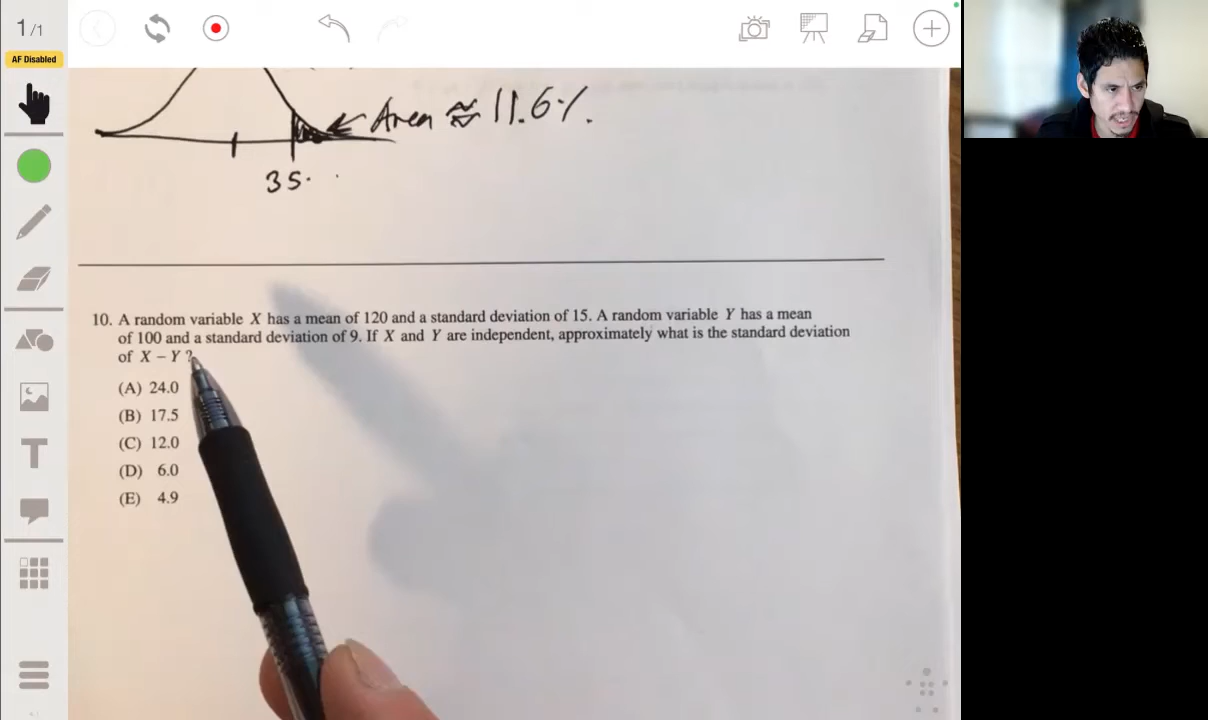 1/1
AF Disabled
Area ≈ 11.6%.
35.
10. A random variable X has a mean of 120 and a standard deviation of 15. A random variable Y has a mean
of 100 and a standard deviation of 9. If X and Y are independent, approximately what is the standard deviation
of X – Y ?
(A) 24.0
(B) 17.5
(C) 12.0
(D) 6.0
(E) 4.9
T